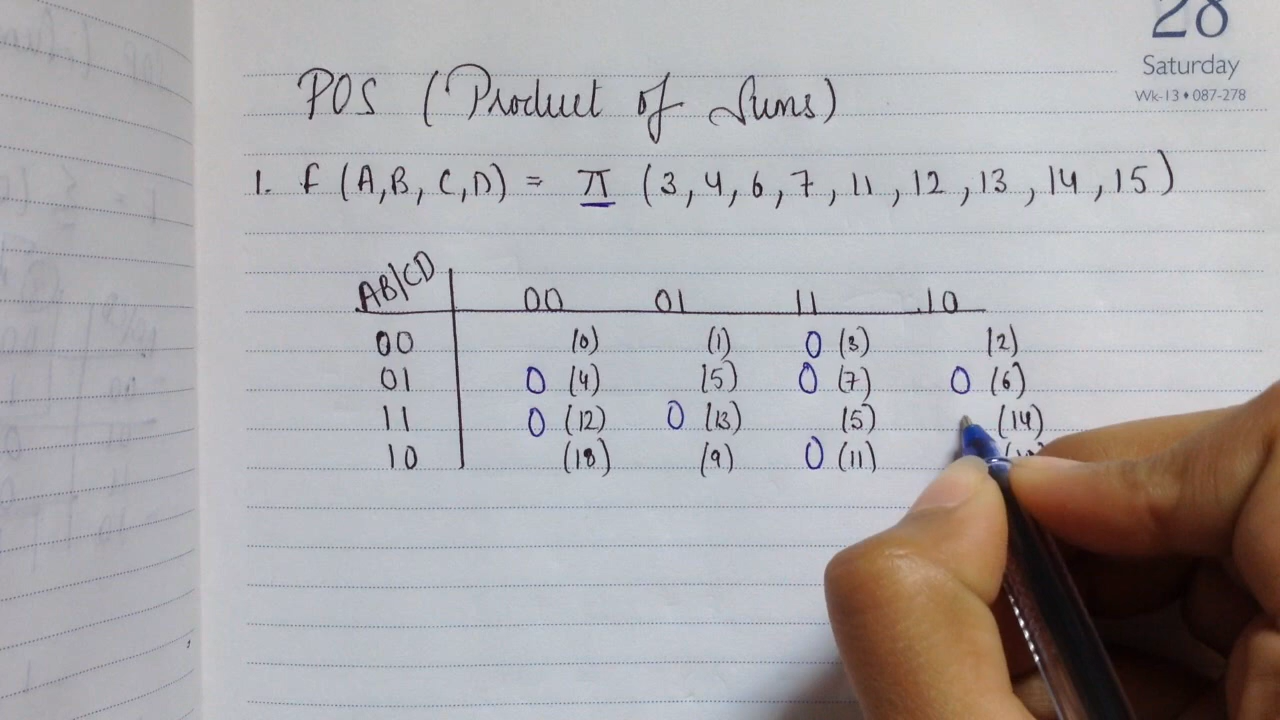 28
Saturday
Wk-13 • 087-278
POS (Product of Sums)
1. f (A,B,C,D) = π (3,4,6,7,11,12,13,14,15)
AB/CD 00 01 11 10
00 (0) (1) 0 (3) (2)
01 0 (4) (5) 0 (7) 0 (6)
11 0 (12) 0 (13) (5) (14)
10 (18) (9) 0 (11)